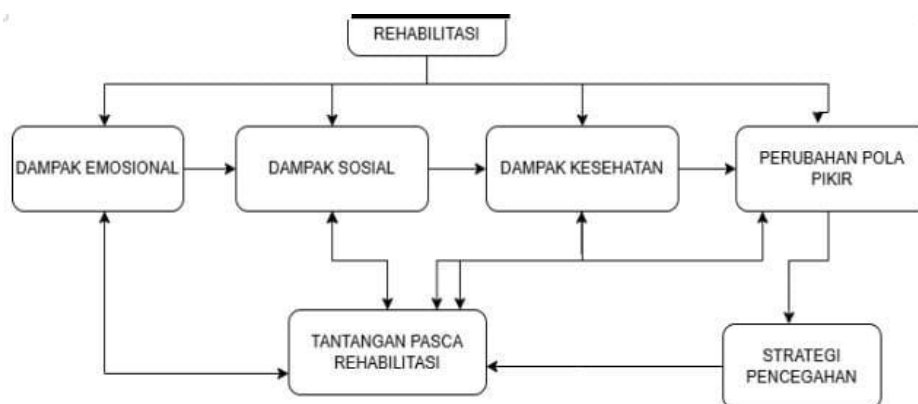 REHABILITASI
DAMPAK EMOSIONAL
DAMPAK SOSIAL
DAMPAK KESEHATAN
PERUBAHAN POLA
PIKIR
TANTANGAN PASCA
REHABILITASI
STRATEGI
PENCEGAHAN